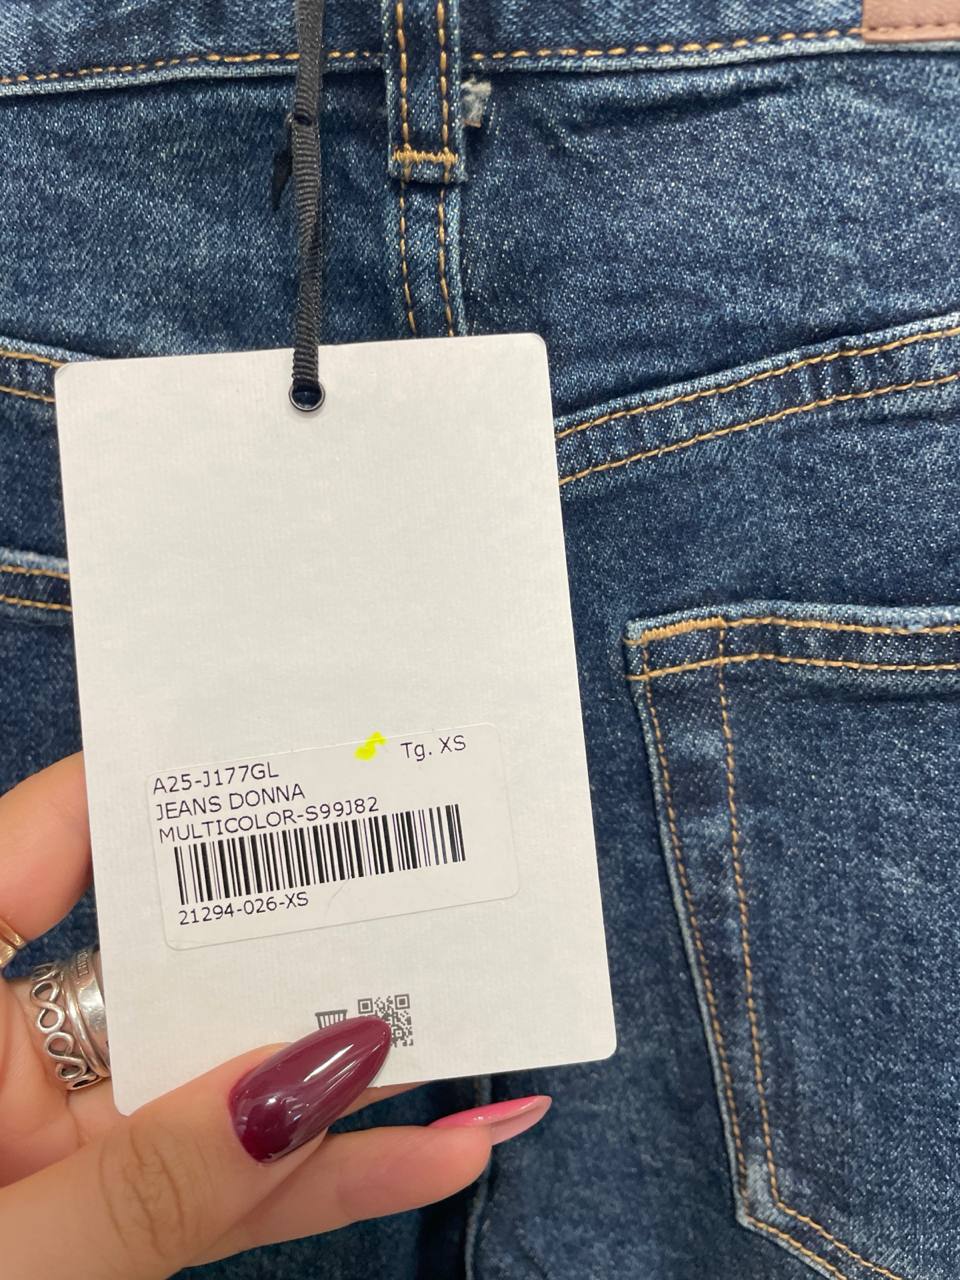 Tg. XS
A25-J177GL
JEANS DONNA
MULTICOLOR-S99J82
21294-026-XS